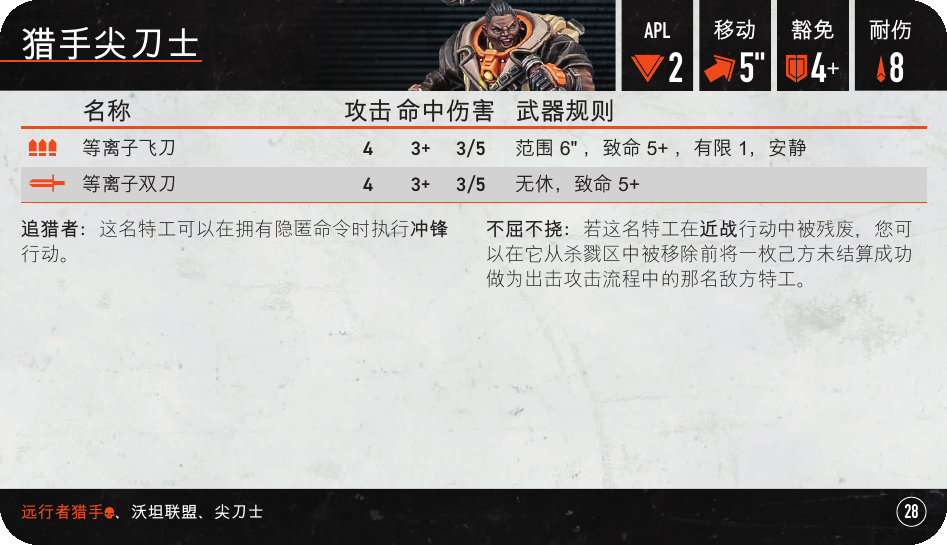 猎手尖刀士
APL 移动 豁免 耐伤
2 5" 4+ 8
名称 攻击 命中 伤害 武器规则
等离子飞刀 4 3+ 3/5 范围 6"，致命 5+，有限 1，安静
等离子双刀 4 3+ 3/5 无休，致命 5+
追猎者：这名特工可以在拥有隐匿命令时执行冲锋
行动。
不屈不挠：若这名特工在近战行动中被残废，您可
以在它从杀戮区中被移除前将一枚己方未结算成功
做为出击攻击流程中的那名敌方特工。
远行者猎手、沃坦联盟、尖刀士
28